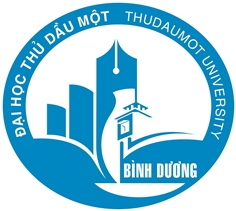 ĐẠI HỌC THỦ DẦU MỘT
THUDAUMOT UNIVERSITY
BÌNH DƯƠNG